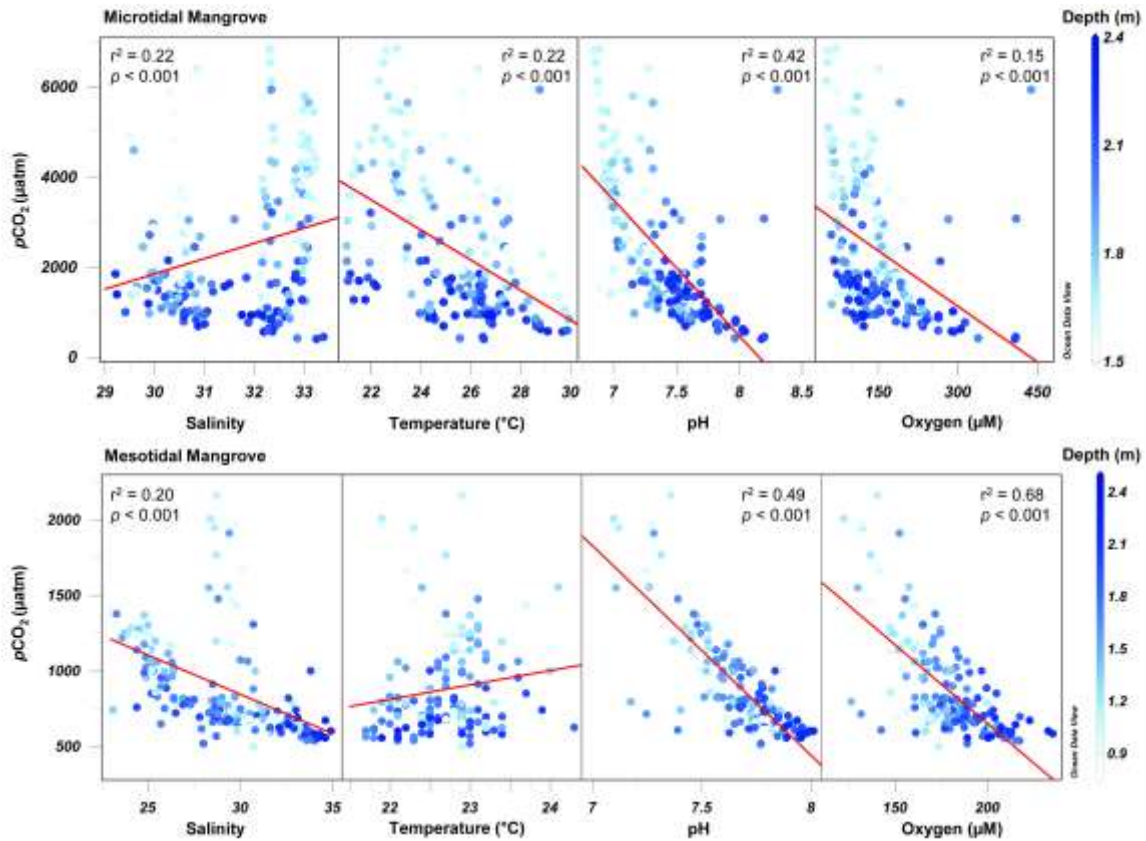 Microtidal Mangrove
Depth (m)
r² = 0.22
p < 0.001
r² = 0.22
p < 0.001
r² = 0.42
p < 0.001
r² = 0.15
p < 0.001
pCO₂ (µatm)
6000
4000
2000
0
2.4
2.1
1.8
1.5
Ocean Data View
29 30 31 32 33
22 24 26 28 30
7 7.5 8 8.5
150 300 450
Salinity
Temperature (°C)
pH
Oxygen (µM)
Mesotidal Mangrove
Depth (m)
r² = 0.20
p < 0.001
r² = 0.49
p < 0.001
r² = 0.68
p < 0.001
pCO₂ (µatm)
2000
1500
1000
500
2.4
2.1
1.8
1.5
1.2
0.9
Ocean Data View
25 30 35
22 23 24
7 7.5 8
150 200
Salinity
Temperature (°C)
pH
Oxygen (µM)